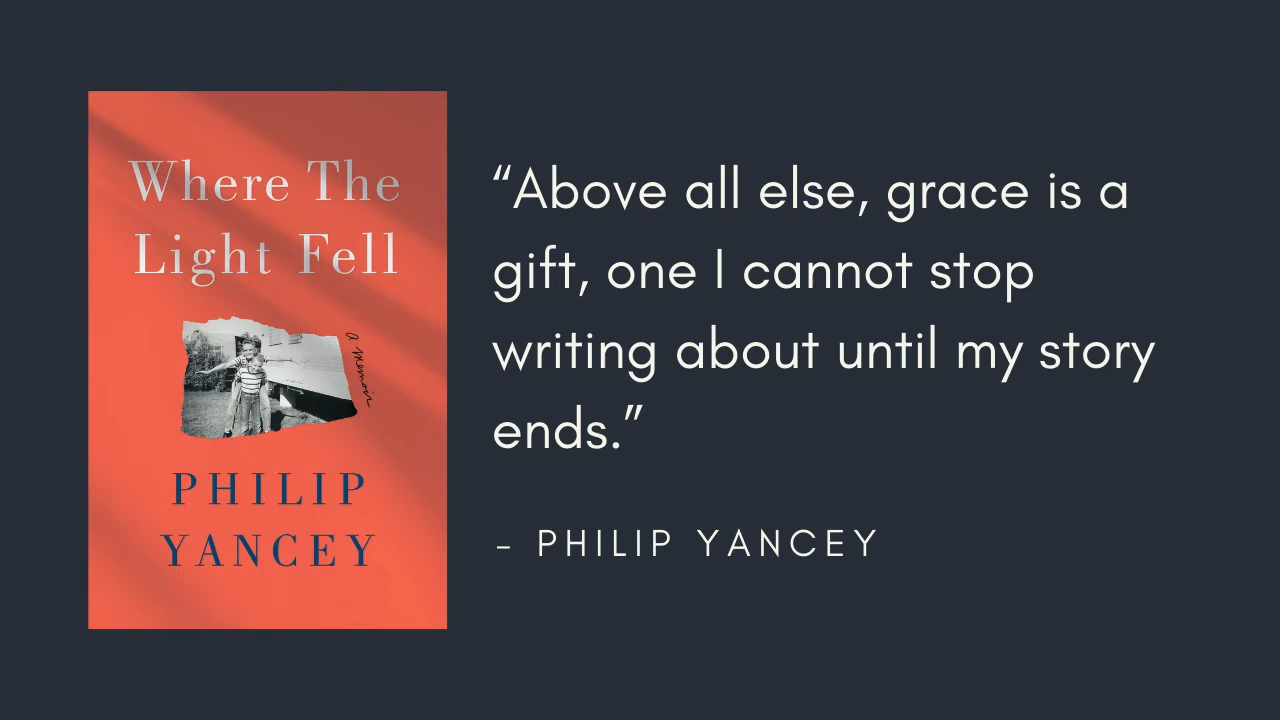 Where The
Light Fell
a memoir
PHILIP
YANCEY
“Above all else, grace is a
gift, one I cannot stop
writing about until my story
ends.”
– PHILIP YANCEY